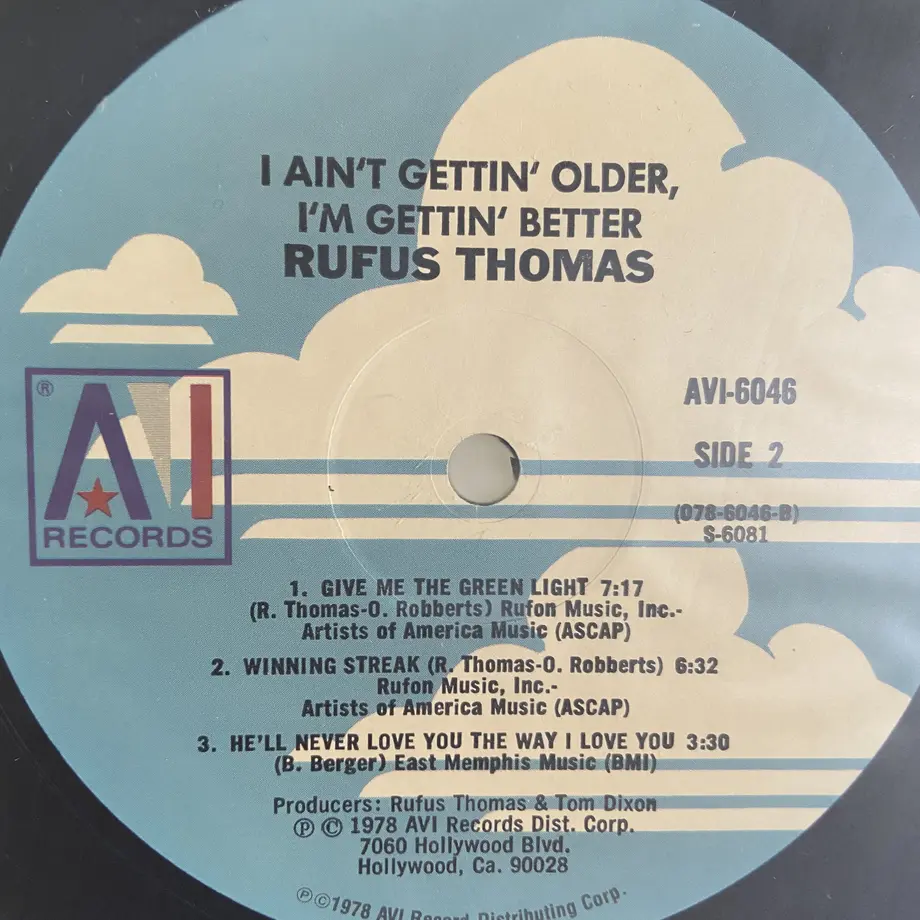 I AIN'T GETTIN' OLDER,
I'M GETTIN' BETTER
RUFUS THOMAS
® AVI
RECORDS
AVI-6046
SIDE 2
(078-6046-B)
S-6081
1. GIVE ME THE GREEN LIGHT 7:17
(R. Thomas-O. Robberts) Rufon Music, Inc.-
Artists of America Music (ASCAP)
2. WINNING STREAK (R. Thomas-O. Robberts) 6:32
Rufon Music, Inc.-
Artists of America Music (ASCAP)
3. HE'LL NEVER LOVE YOU THE WAY I LOVE YOU 3:30
(B. Berger) East Memphis Music (BMI)
Producers: Rufus Thomas & Tom Dixon
℗ © 1978 AVI Records Dist. Corp.
7060 Hollywood Blvd.
Hollywood, Ca. 90028
℗©1978 AVI Record Distributing Corp.